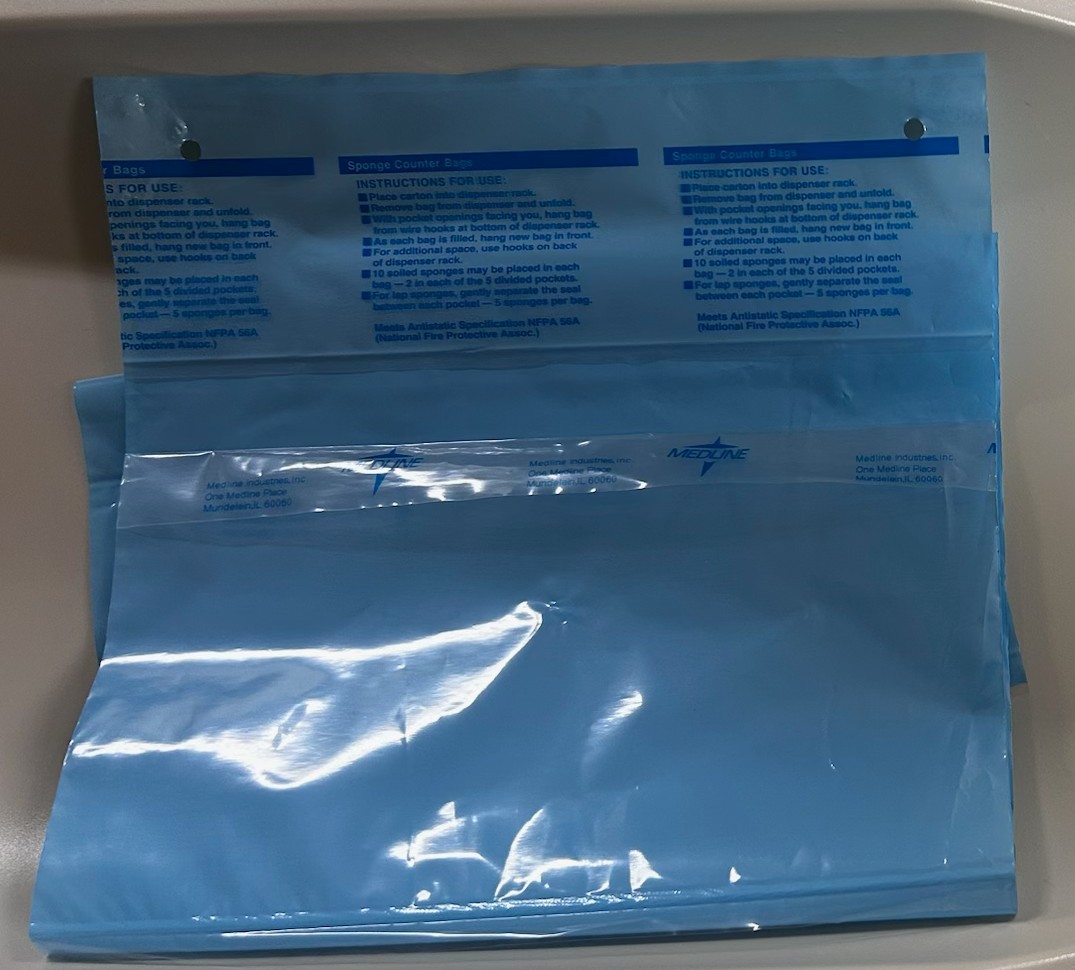 r Bags
S FOR USE:
nto dispenser rack.
rom dispenser and unfold.
penings facing you, hang bag
ks at bottom of dispenser rack.
s filled, hang new bag in front.
space, use hooks on back
ack.
nges may be placed in each
ch of the 5 divided pockets.
es, gently separate the seal
pocket — 5 sponges per bag.
tic Specification NFPA 56A
Protective Assoc.)
Sponge Counter Bags
INSTRUCTIONS FOR USE:
Place carton into dispenser rack.
Remove bag from dispenser and unfold.
With pocket openings facing you, hang bag
from wire hooks at bottom of dispenser rack.
As each bag is filled, hang new bag in front.
For additional space, use hooks on back
of dispenser rack.
10 soiled sponges may be placed in each
bag — 2 in each of the 5 divided pockets.
For lap sponges, gently separate the seal
between each pocket — 5 sponges per bag.
Meets Antistatic Specification NFPA 56A
(National Fire Protective Assoc.)
Sponge Counter Bags
INSTRUCTIONS FOR USE:
Place carton into dispenser rack.
Remove bag from dispenser and unfold.
With pocket openings facing you, hang bag
from wire hooks at bottom of dispenser rack.
As each bag is filled, hang new bag in front.
For additional space, use hooks on back
of dispenser rack.
10 soiled sponges may be placed in each
bag — 2 in each of the 5 divided pockets.
For lap sponges, gently separate the seal
between each pocket — 5 sponges per bag.
Meets Antistatic Specification NFPA 56A
(National Fire Protective Assoc.)
Medline Industries,Inc.
One Medline Place
Mundelein,IL 60060
MEDLINE
Medline Industries,Inc.
One Medline Place
Mundelein,IL 60060
MEDLINE
Medline Industries,Inc.
One Medline Place
Mundelein,IL 60060
M